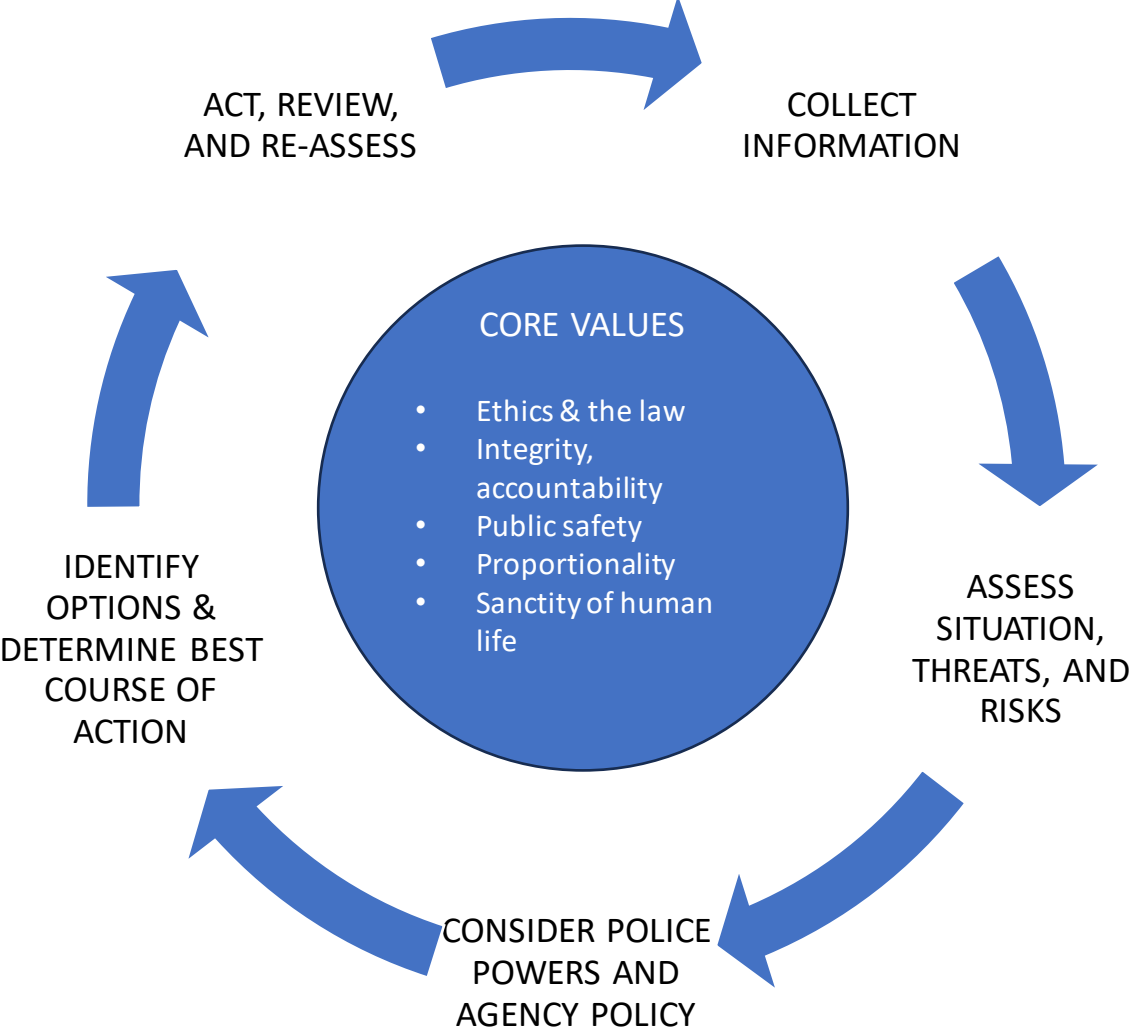 ACT, REVIEW,
AND RE-ASSESS
COLLECT
INFORMATION
CORE VALUES
• Ethics & the law
• Integrity,
accountability
• Public safety
• Proportionality
• Sanctity of human
life
ASSESS
SITUATION,
THREATS, AND
RISKS
CONSIDER POLICE
POWERS AND
AGENCY POLICY
IDENTIFY
OPTIONS &
DETERMINE BEST
COURSE OF
ACTION